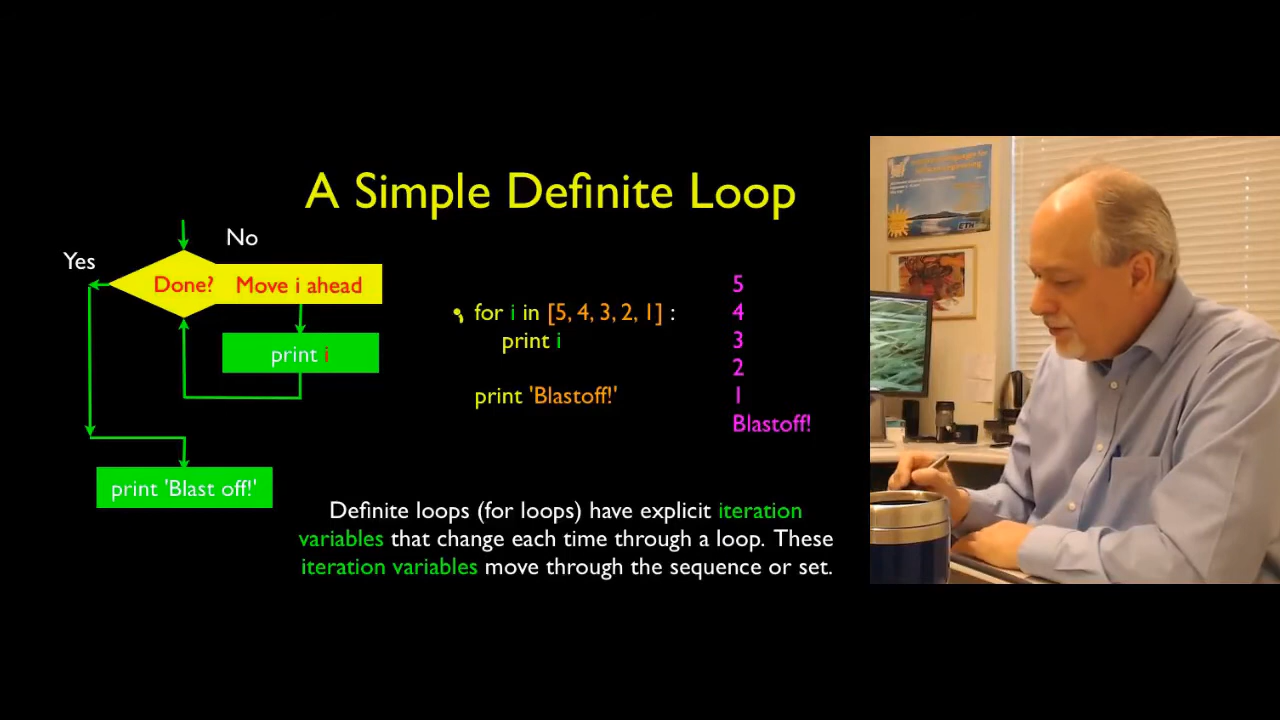 A Simple Definite Loop
No
Yes
Done?
Move i ahead
print i
print 'Blast off!'
for i in [5, 4, 3, 2, 1] :
print i
print 'Blastoff!'
5
4
3
2
1
Blastoff!
Definite loops (for loops) have explicit iteration
variables that change each time through a loop. These
iteration variables move through the sequence or set.
ETH